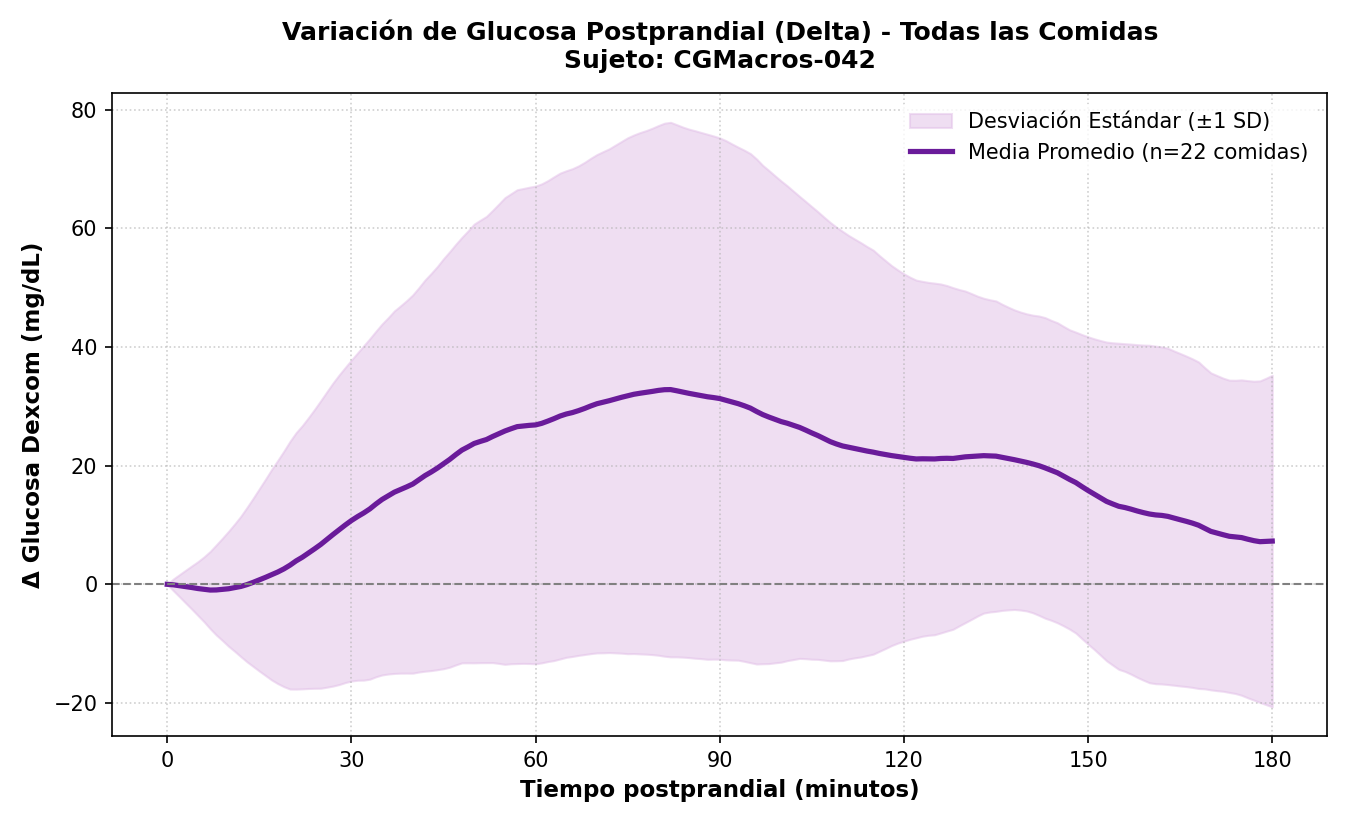 Variación de Glucosa Postprandial (Delta) - Todas las Comidas
Sujeto: CGMacros-042
Desviación Estándar (±1 SD)
Media Promedio (n=22 comidas)
Δ Glucosa Dexcom (mg/dL)
80
60
40
20
0
−20
0 30 60 90 120 150 180
Tiempo postprandial (minutos)